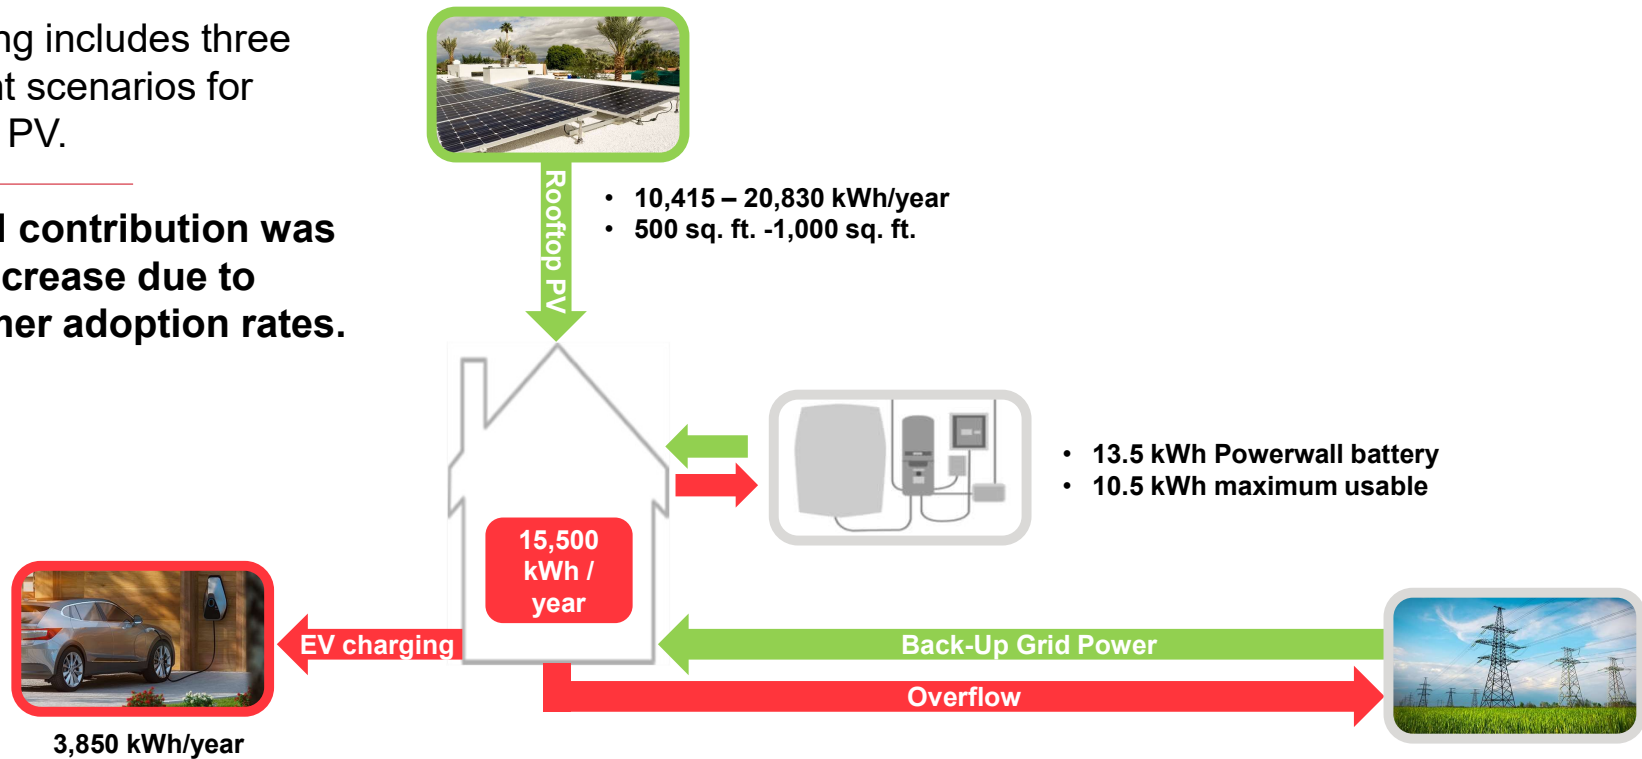 ng includes three
nt scenarios for
PV.
l contribution was
crease due to
ner adoption rates.
Rooftop PV
• 10,415 – 20,830 kWh/year
• 500 sq. ft. -1,000 sq. ft.
• 13.5 kWh Powerwall battery
• 10.5 kWh maximum usable
15,500
kWh /
year
EV charging
Back-Up Grid Power
Overflow
3,850 kWh/year